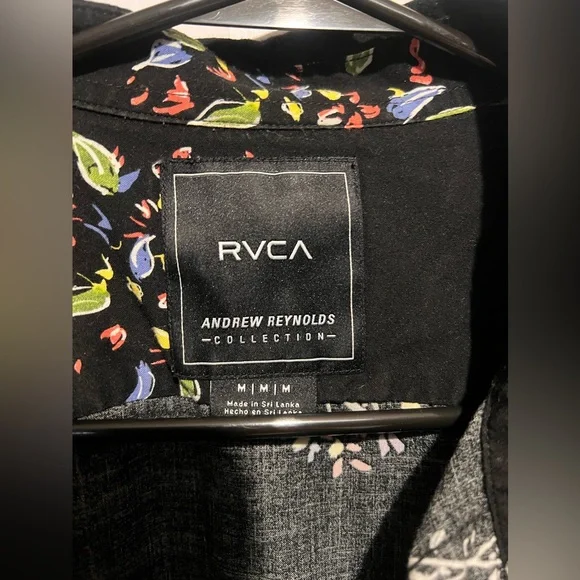 RVCA
ANDREW REYNOLDS
-COLLECTION-
M | M | M
Made in Sri Lanka
Hecho en Sri Lanka